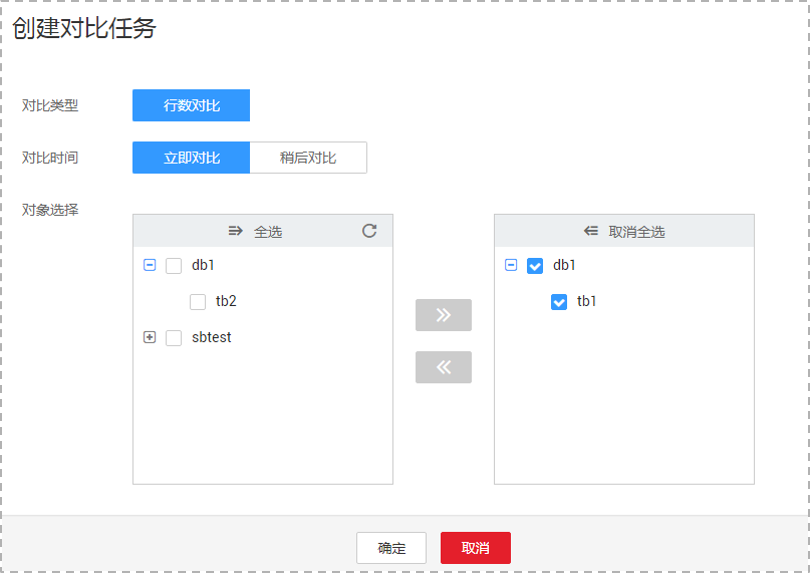 创建对比任务
对比类型
行数对比
对比时间
立即对比
稍后对比
对象选择
全选
db1
tb2
sbtest
取消全选
db1
tb1
确定
取消